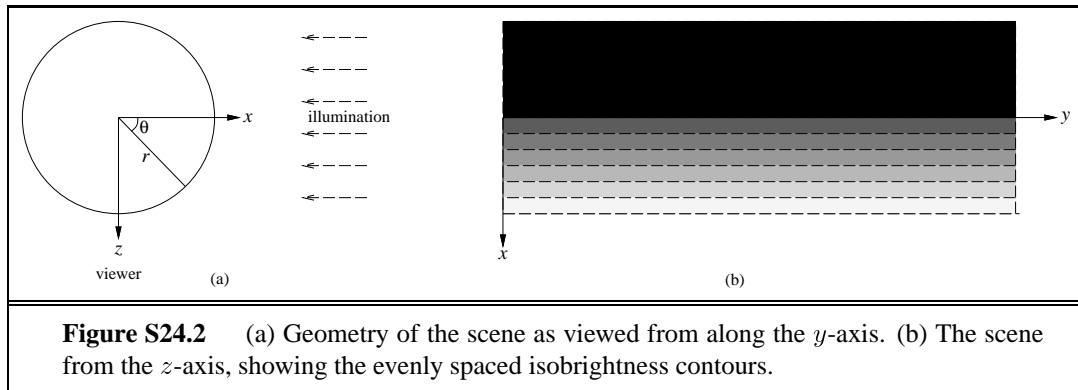 x
illumination
θ
r
z
viewer
(a)
y
x
(b)
Figure S24.2 (a) Geometry of the scene as viewed from along the y-axis. (b) The scene
from the z-axis, showing the evenly spaced isobrightness contours.